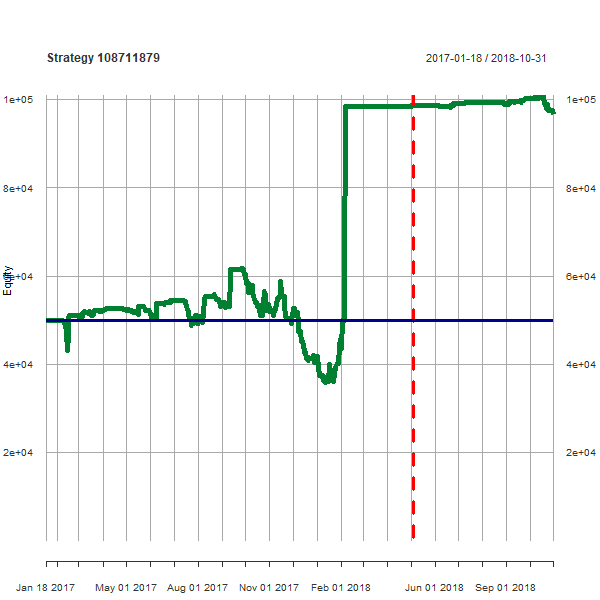 Strategy 108711879
2017-01-18 / 2018-10-31
1e+05
1e+05
8e+04
8e+04
Equity
6e+04
6e+04
4e+04
4e+04
2e+04
2e+04
Jan 18 2017
May 01 2017
Aug 01 2017
Nov 01 2017
Feb 01 2018
Jun 01 2018
Sep 01 2018